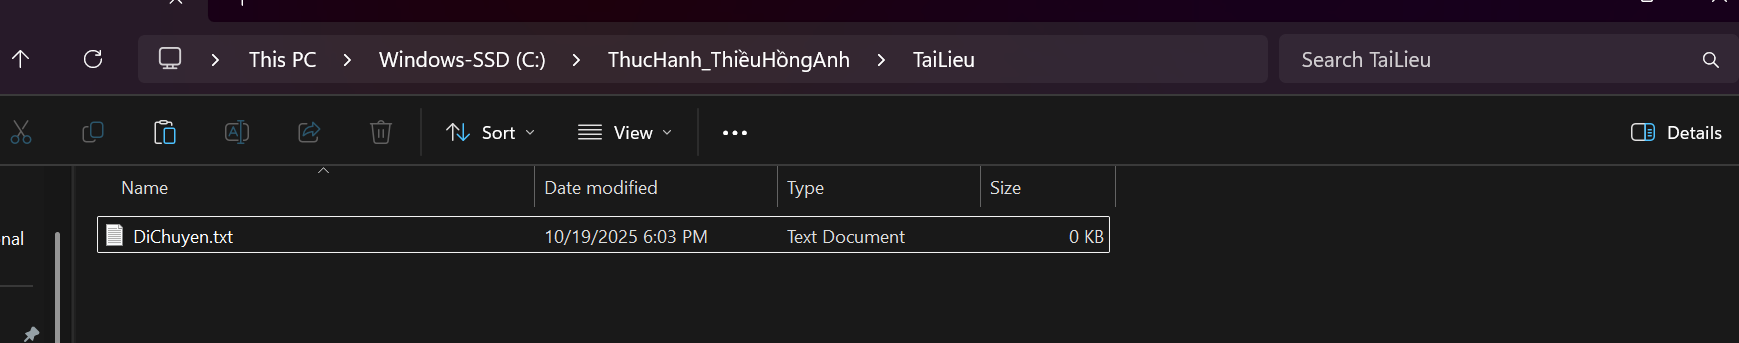 This PC > Windows-SSD (C:) > ThucHanh_ThiềuHồngAnh > TaiLieu
Search TaiLieu
Sort
View
Details
Name Date modified Type Size
nal
DiChuyen.txt 10/19/2025 6:03 PM Text Document 0 KB